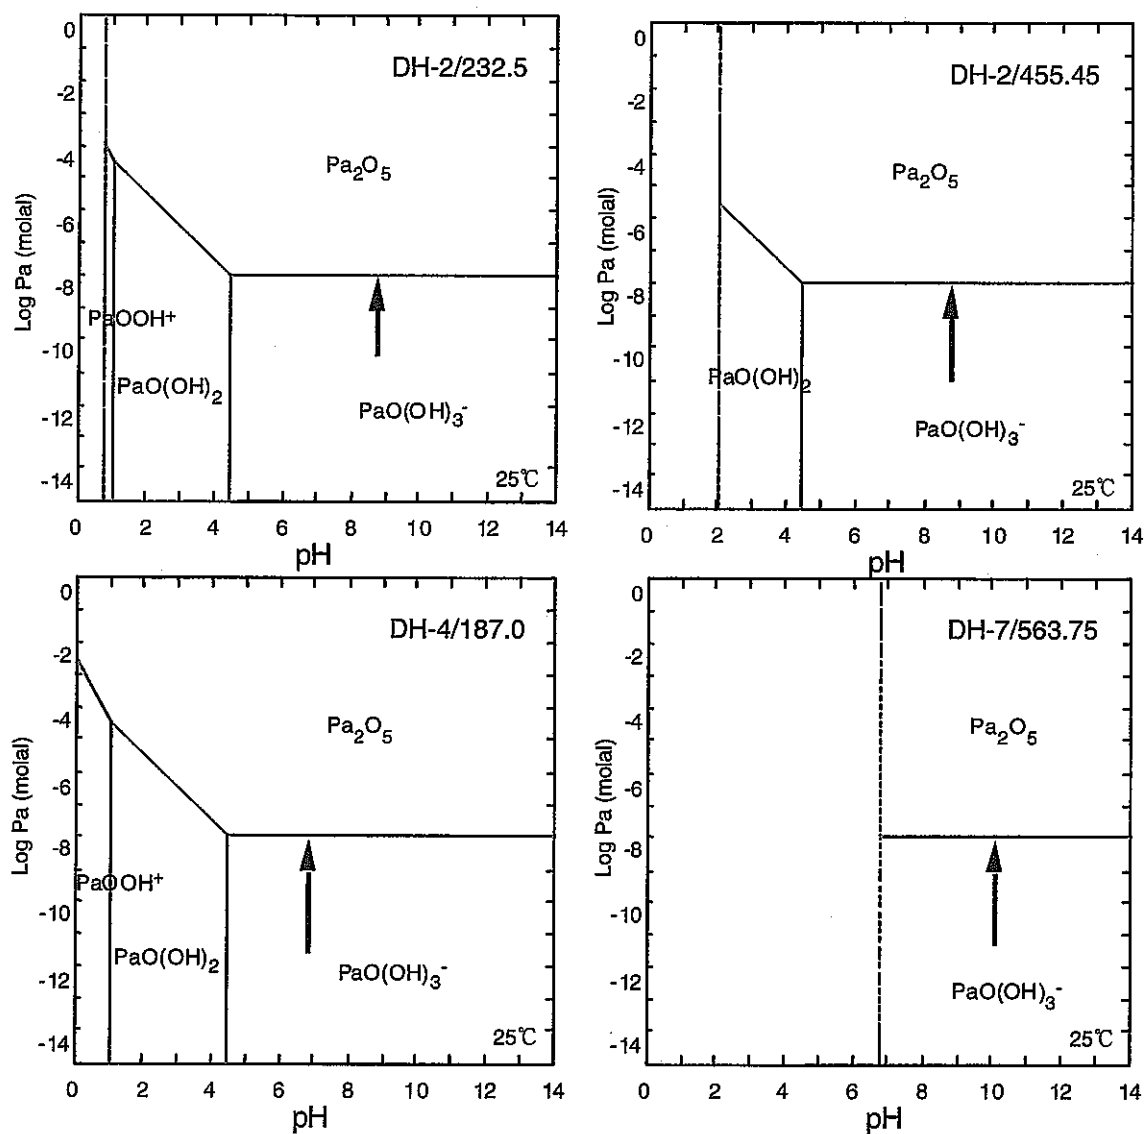 DH-2/232.5
Log Pa (molal)
0
-2
-4
-6
-8
-10
-12
-14
Pa₂O₅
PaOOH⁺
PaO(OH)₂
PaO(OH)₃⁻
25℃
0 2 4 6 8 10 12 14
pH
DH-2/455.45
Log Pa (molal)
0
-2
-4
-6
-8
-10
-12
-14
Pa₂O₅
PaO(OH)₂
PaO(OH)₃⁻
25℃
0 2 4 6 8 10 12 14
pH
DH-4/187.0
Log Pa (molal)
0
-2
-4
-6
-8
-10
-12
-14
Pa₂O₅
PaOOH⁺
PaO(OH)₂
PaO(OH)₃⁻
25℃
0 2 4 6 8 10 12 14
pH
DH-7/563.75
Log Pa (molal)
0
-2
-4
-6
-8
-10
-12
-14
Pa₂O₅
PaO(OH)₃⁻
25℃
0 2 4 6 8 10 12 14
pH